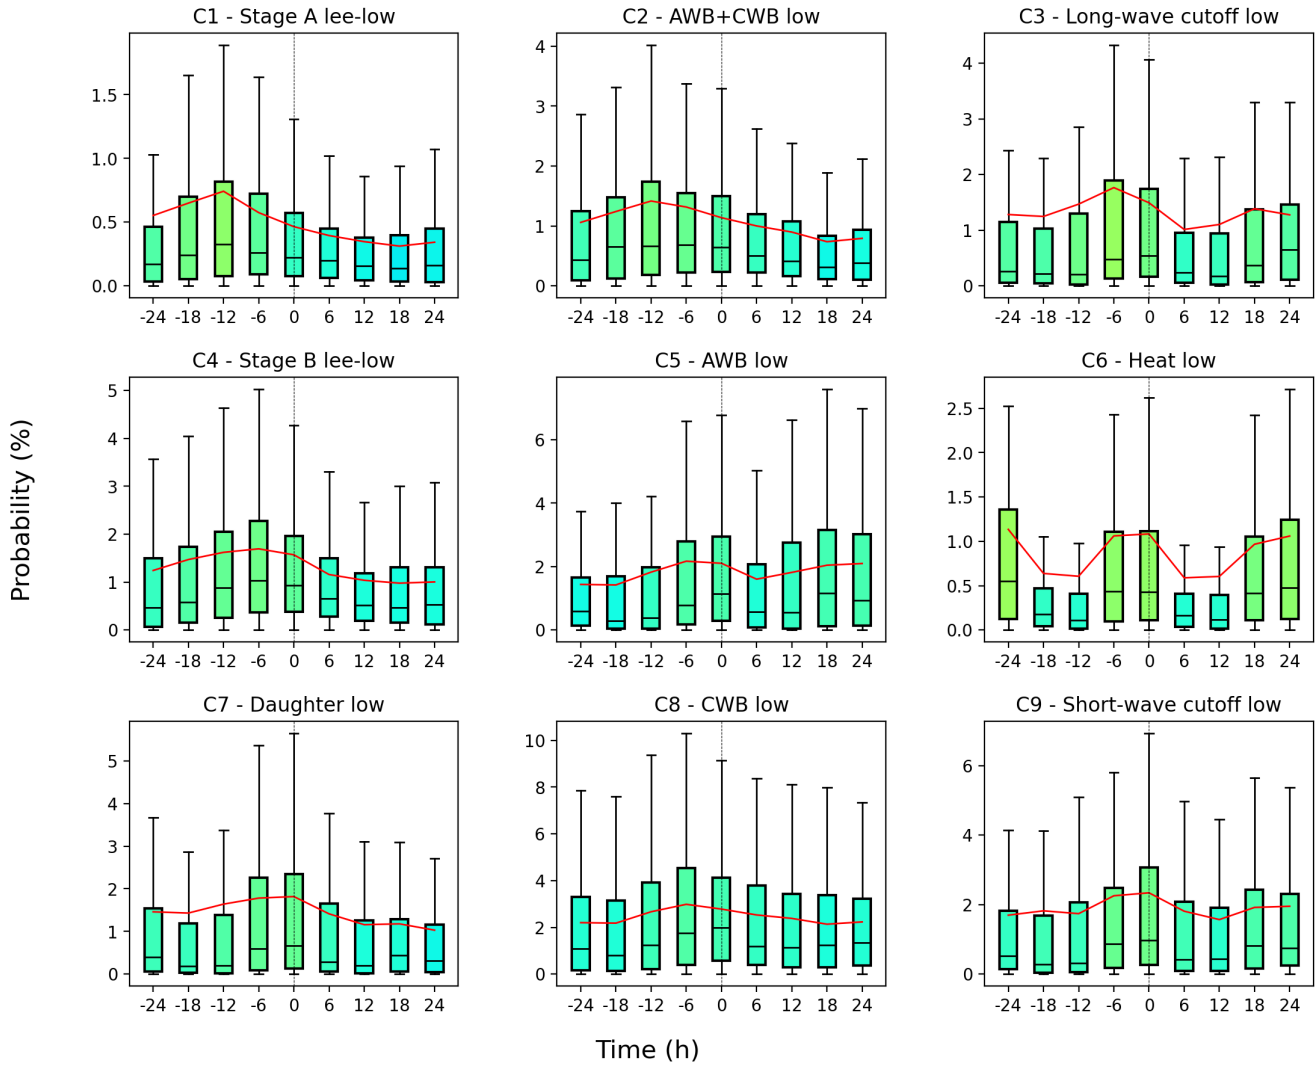 C1 - Stage A lee-low
C2 - AWB+CWB low
C3 - Long-wave cutoff low
1.5
1.0
0.5
0.0
4
3
2
1
0
4
3
2
1
0
-24 -18 -12 -6 0 6 12 18 24
-24 -18 -12 -6 0 6 12 18 24
-24 -18 -12 -6 0 6 12 18 24
C4 - Stage B lee-low
C5 - AWB low
C6 - Heat low
Probability (%)
5
4
3
2
1
0
6
4
2
0
2.5
2.0
1.5
1.0
0.5
0.0
-24 -18 -12 -6 0 6 12 18 24
-24 -18 -12 -6 0 6 12 18 24
-24 -18 -12 -6 0 6 12 18 24
C7 - Daughter low
C8 - CWB low
C9 - Short-wave cutoff low
5
4
3
2
1
0
10
8
6
4
2
0
6
4
2
0
-24 -18 -12 -6 0 6 12 18 24
-24 -18 -12 -6 0 6 12 18 24
-24 -18 -12 -6 0 6 12 18 24
Time (h)